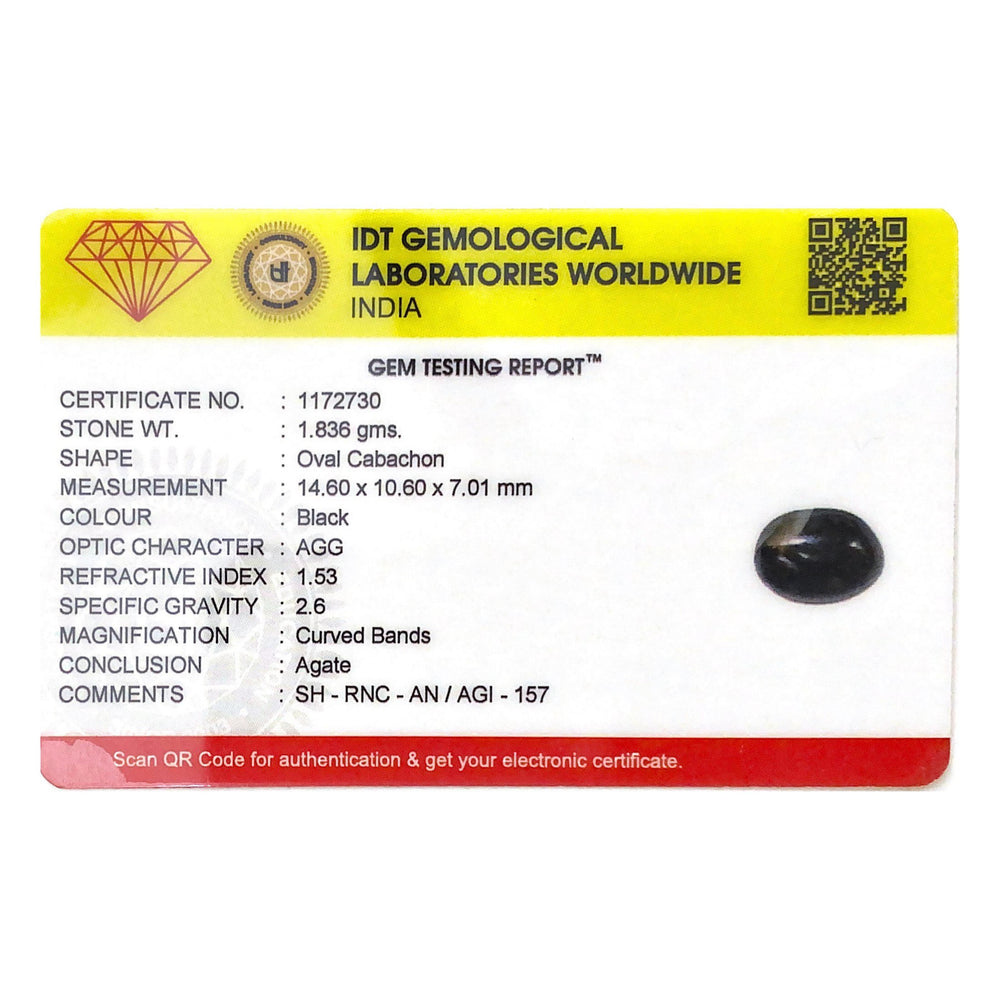 IDT GEMOLOGICAL
LABORATORIES WORLDWIDE
INDIA
GEM TESTING REPORT™
CERTIFICATE NO. : 1172730
STONE WT. : 1.836 gms.
SHAPE : Oval Cabachon
MEASUREMENT : 14.60 x 10.60 x 7.01 mm
COLOUR : Black
OPTIC CHARACTER : AGG
REFRACTIVE INDEX : 1.53
SPECIFIC GRAVITY : 2.6
MAGNIFICATION : Curved Bands
CONCLUSION : Agate
COMMENTS : SH - RNC - AN / AGI - 157
Scan QR Code for authentication & get your electronic certificate.